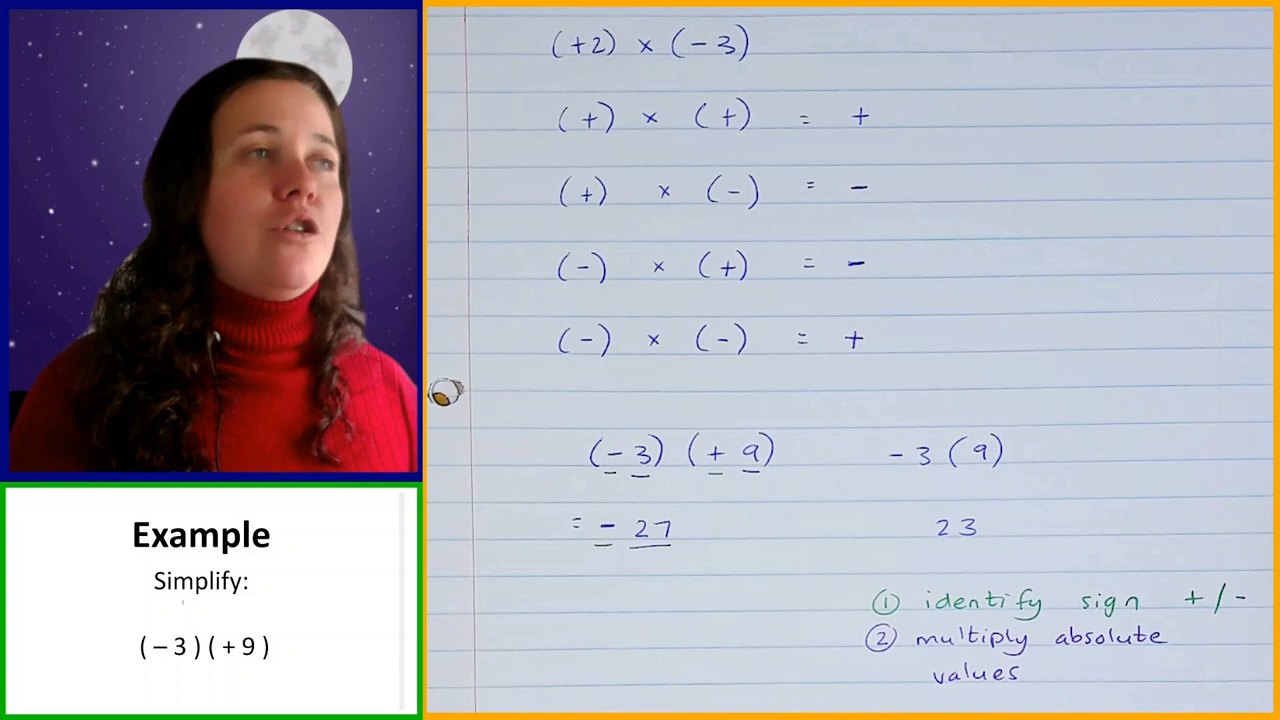 (+2) × (-3)
(+) × (+) = +
(+) × (-) = -
(-) × (+) = -
(-) × (-) = +
(-3) (+9) -3(9)
= -27 23
① identify sign +/-
② multiply absolute
values
Example
Simplify:
( – 3 ) ( + 9 )